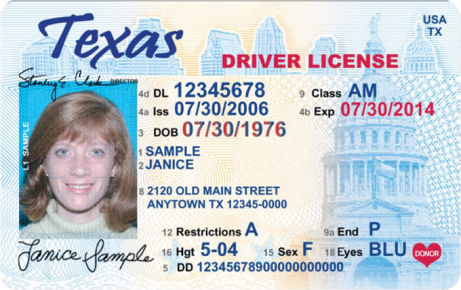 Texas
USA
TX
DRIVER LICENSE
Stanley E. Clark DIRECTOR
4d DL 12345678 9 Class AM
4a Iss 07/30/2006 4b Exp 07/30/2014
3 DOB 07/30/1976
1 SAMPLE
2 JANICE
8 2120 OLD MAIN STREET
ANYTOWN TX 12345-0000
12 Restrictions A 9a End P
16 Hgt 5-04 15 Sex F 18 Eyes BLU DONOR
5 DD 12345678900000000000
L1 SAMPLE
Janice Sample